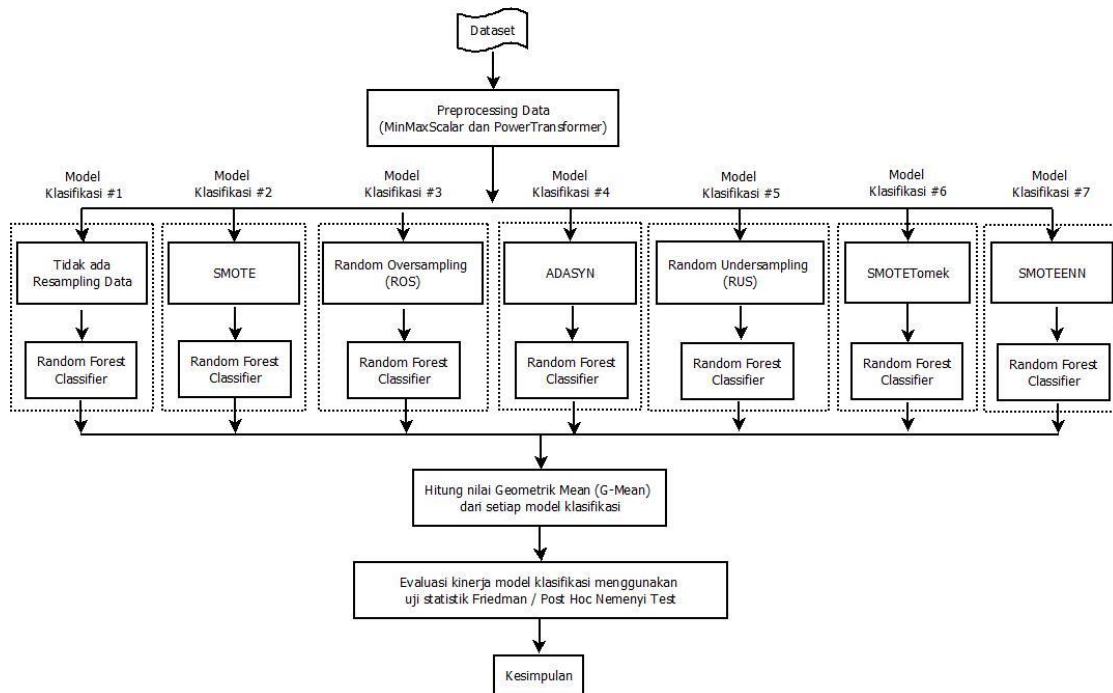 Dataset
Preprocessing Data
(MinMaxScalar dan PowerTransformer)
Model
Klasifikasi #1
Model
Klasifikasi #2
Model
Klasifikasi #3
Model
Klasifikasi #4
Model
Klasifikasi #5
Model
Klasifikasi #6
Model
Klasifikasi #7
Tidak ada
Resampling Data
SMOTE
Random Oversampling
(ROS)
ADASYN
Random Undersampling
(RUS)
SMOTETomek
SMOTEENN
Random Forest
Classifier
Random Forest
Classifier
Random Forest
Classifier
Random Forest
Classifier
Random Forest
Classifier
Random Forest
Classifier
Random Forest
Classifier
Hitung nilai Geometrik Mean (G-Mean)
dari setiap model klasifikasi
Evaluasi kinerja model klasifikasi menggunakan
uji statistik Friedman / Post Hoc Nemenyi Test
Kesimpulan